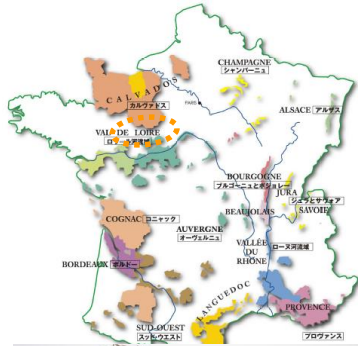 CHAMPAGNE
シャンパーニュ
CALVADOS
カルヴァドス
PARIS
ALSACE アルザス
VAL DE LOIRE
BOURGOGNE
ブルゴーニュとボジョレー
JURA
ジュラとサヴォア
SAVOIE
BEAUJOLAIS
COGNAC コニャック
AUVERGNE
オーヴェルニュ
VALLÉE
DU
RHÔNE
ローヌ河流域
BORDEAUX ボルドー
LANGUEDOC
PROVENCE
プロヴァンス
SUD-OUEST
スッド・ウエスト